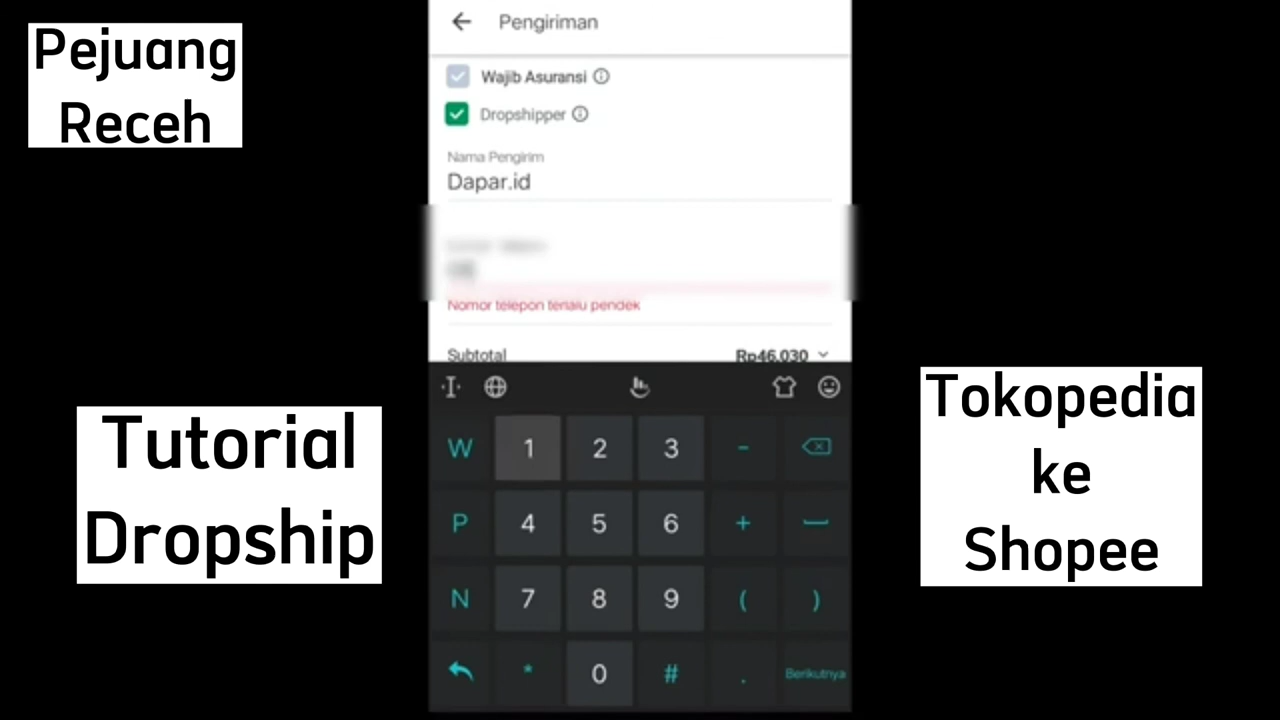 Pejuang
Receh
Pengiriman
Wajib Asuransi
Dropshipper
Nama Pengirim
Dapar.id
Nomor telepon terlalu pendek
Subtotal Rp46.030
W 1 2 3 -
P 4 5 6 +
N 7 8 9 ( )
* 0 # . Berikutnya
Tutorial
Dropship
Tokopedia
ke
Shopee